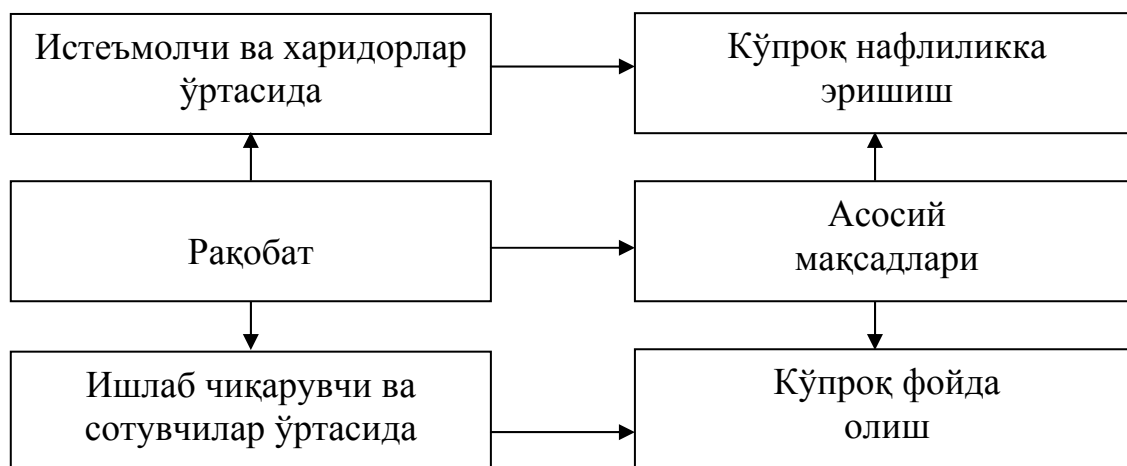 Истеъмолчи ва харидорлар
ўртасида
Кўпроқ нафлиликка
эришиш
Рақобат
Асосий
мақсадлари
Ишлаб чиқарувчи ва
сотувчилар ўртасида
Кўпроқ фойда
олиш